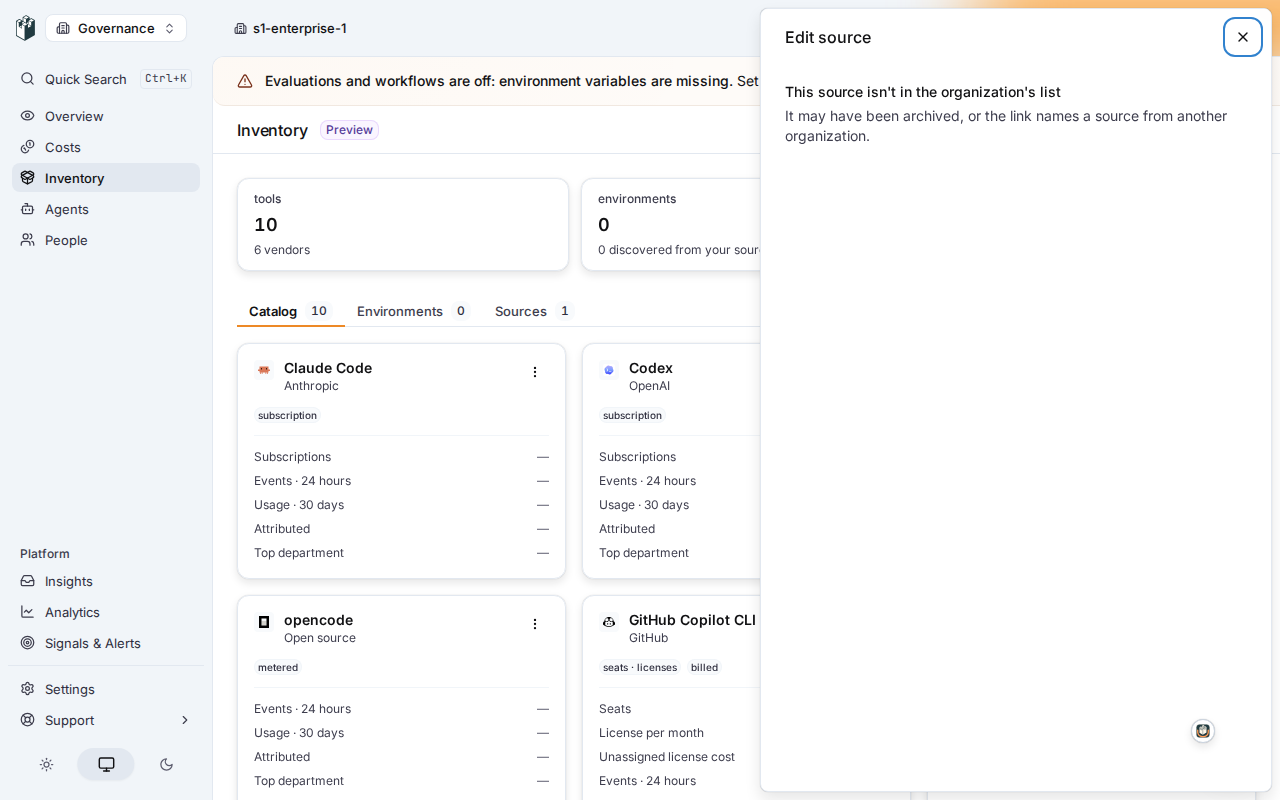 Governance
s1-enterprise-1
Quick Search Ctrl+K
Overview
Costs
Inventory
Agents
People
Platform
Insights
Analytics
Signals & Alerts
Settings
Support
Evaluations and workflows are off: environment variables are missing. Set
Inventory Preview
tools
10
6 vendors
environments
0
0 discovered from your sour
Catalog 10 Environments 0 Sources 1
Claude Code
Anthropic
subscription
Subscriptions —
Events · 24 hours —
Usage · 30 days —
Attributed —
Top department —
Codex
OpenAI
subscription
Subscriptions
Events · 24 hours
Usage · 30 days
Attributed
Top department
opencode
Open source
metered
Events · 24 hours —
Usage · 30 days —
Attributed —
Top department —
GitHub Copilot CLI
GitHub
seats · licenses billed
Seats
License per month
Unassigned license cost
Events · 24 hours
Edit source
This source isn't in the organization's list
It may have been archived, or the link names a source from another
organization.